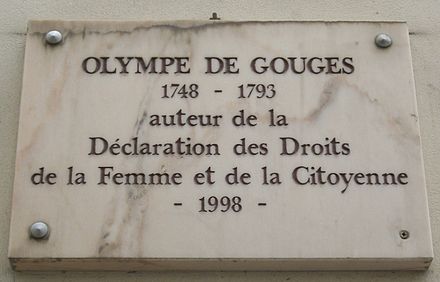 OLYMPE DE GOUGES
1748 - 1793
auteur de la
Déclaration des Droits
de la Femme et de la Citoyenne
- 1998 -